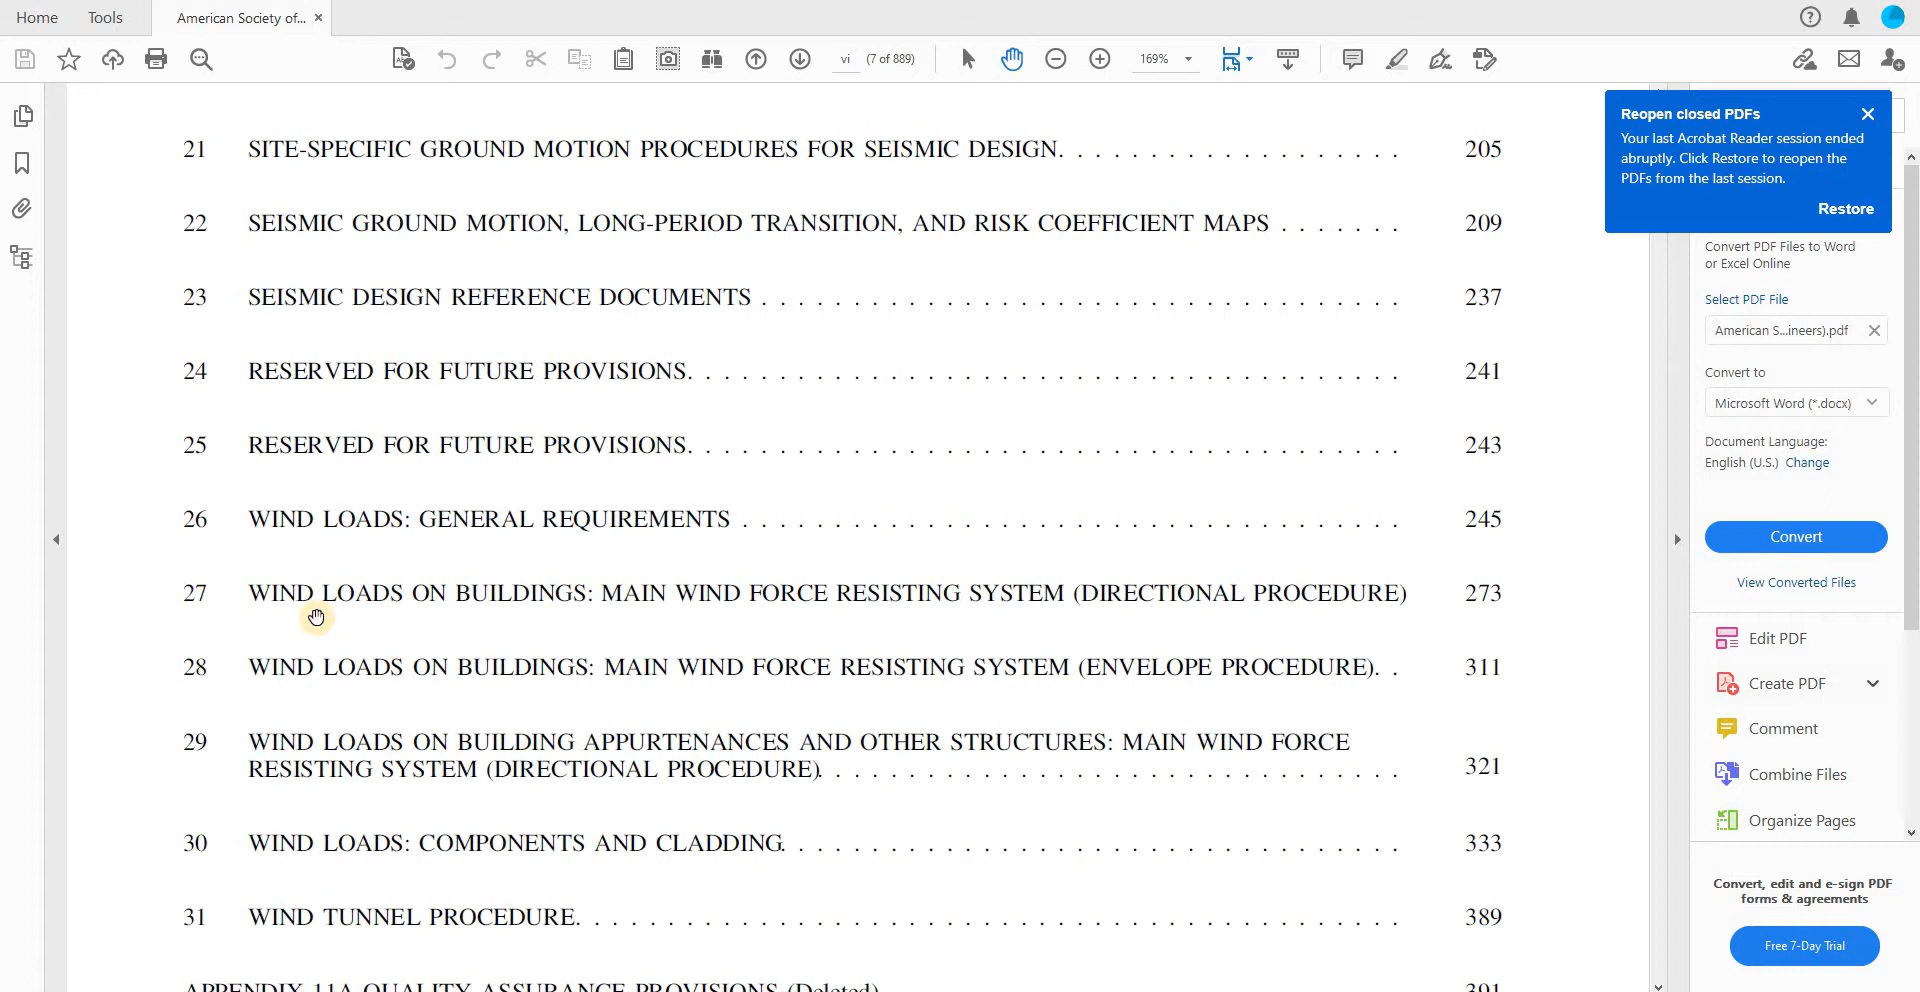 Home Tools American Society of...
vi (7 of 889) 169%
21 SITE-SPECIFIC GROUND MOTION PROCEDURES FOR SEISMIC DESIGN. . . . . . . . . . . . . . . . . . . 205
22 SEISMIC GROUND MOTION, LONG-PERIOD TRANSITION, AND RISK COEFFICIENT MAPS . . . . . . . 209
23 SEISMIC DESIGN REFERENCE DOCUMENTS . . . . . . . . . . . . . . . . . . . . . . . . . . . . . . . . . . . 237
24 RESERVED FOR FUTURE PROVISIONS. . . . . . . . . . . . . . . . . . . . . . . . . . . . . . . . . . . . . . . 241
25 RESERVED FOR FUTURE PROVISIONS. . . . . . . . . . . . . . . . . . . . . . . . . . . . . . . . . . . . . . . 243
26 WIND LOADS: GENERAL REQUIREMENTS . . . . . . . . . . . . . . . . . . . . . . . . . . . . . . . . . . . . 245
27 WIND LOADS ON BUILDINGS: MAIN WIND FORCE RESISTING SYSTEM (DIRECTIONAL PROCEDURE) 273
28 WIND LOADS ON BUILDINGS: MAIN WIND FORCE RESISTING SYSTEM (ENVELOPE PROCEDURE). . 311
29 WIND LOADS ON BUILDING APPURTENANCES AND OTHER STRUCTURES: MAIN WIND FORCE
RESISTING SYSTEM (DIRECTIONAL PROCEDURE). . . . . . . . . . . . . . . . . . . . . . . . . . . . . . . . 321
30 WIND LOADS: COMPONENTS AND CLADDING. . . . . . . . . . . . . . . . . . . . . . . . . . . . . . . . . . 333
31 WIND TUNNEL PROCEDURE. . . . . . . . . . . . . . . . . . . . . . . . . . . . . . . . . . . . . . . . . . . . . 389
APPENDIX 11A QUALITY ASSURANCE PROVISIONS (Deleted) 391
Reopen closed PDFs
Your last Acrobat Reader session ended
abruptly. Click Restore to reopen the
PDFs from the last session.
Restore
Convert PDF Files to Word
or Excel Online
Select PDF File
American S...ineers).pdf
Convert to
Microsoft Word (*.docx)
Document Language:
English (U.S.) Change
Convert
View Converted Files
Edit PDF
Create PDF
Comment
Combine Files
Organize Pages
Convert, edit and e-sign PDF
forms & agreements
Free 7-Day Trial